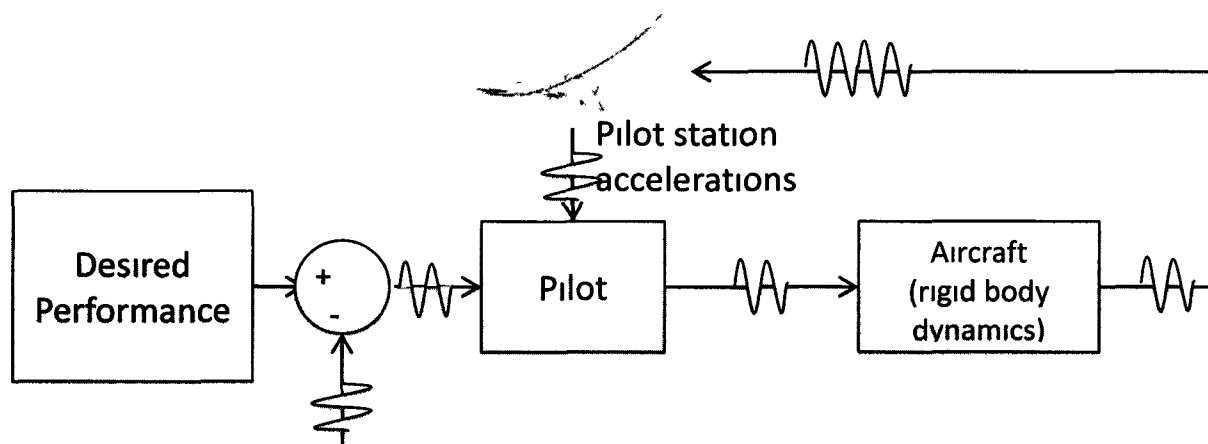 Pilot station
accelerations
Desired
Performance
+
-
Pilot
Aircraft
(rigid body
dynamics)